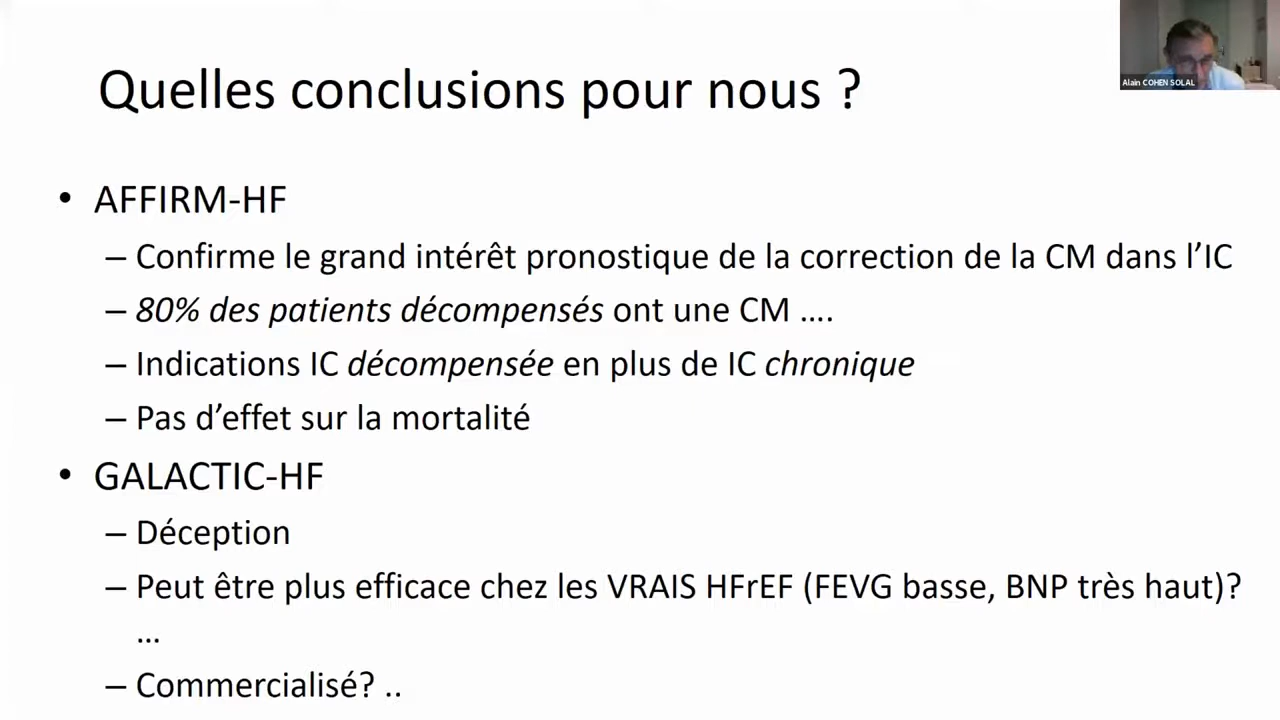 Alain COHEN SOLAL
Quelles conclusions pour nous ?
• AFFIRM-HF
– Confirme le grand intérêt pronostique de la correction de la CM dans l’IC
– 80% des patients décompensés ont une CM ….
– Indications IC décompensée en plus de IC chronique
– Pas d’effet sur la mortalité
• GALACTIC-HF
– Déception
– Peut être plus efficace chez les VRAIS HFrEF (FEVG basse, BNP très haut)?
…
– Commercialisé? ..